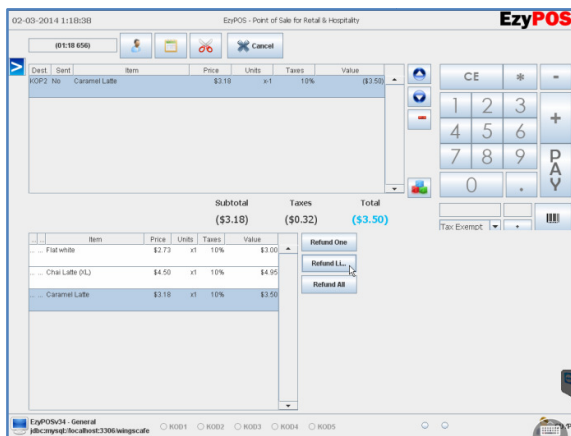 02-03-2014 1:18:38 EzyPOS - Point of Sale for Retail & Hospitality EzyPOS
(01:18 656) Cancel
Dest. Sent Item Price Units Taxes Value
KOP2 No Caramel Latte $3.18 x-1 10% ($3.50)
CE * -
1 2 3 +
4 5 6
7 8 9 PAY
0 .
Subtotal Taxes Total
($3.18) ($0.32) ($3.50)
Tax Exempt
... ... Item Price Units Taxes Value
... ... Flat white $2.73 x1 10% $3.00
... ... Chai Latte (XL) $4.50 x1 10% $4.95
... ... Caramel Latte $3.18 x1 10% $3.50
Refund One
Refund Li...
Refund All
EzyPOSv34 - General
jdbc:mysql://localhost:3306/wingscafe
KOD1 KOD2 KOD3 KOD4 KOD5